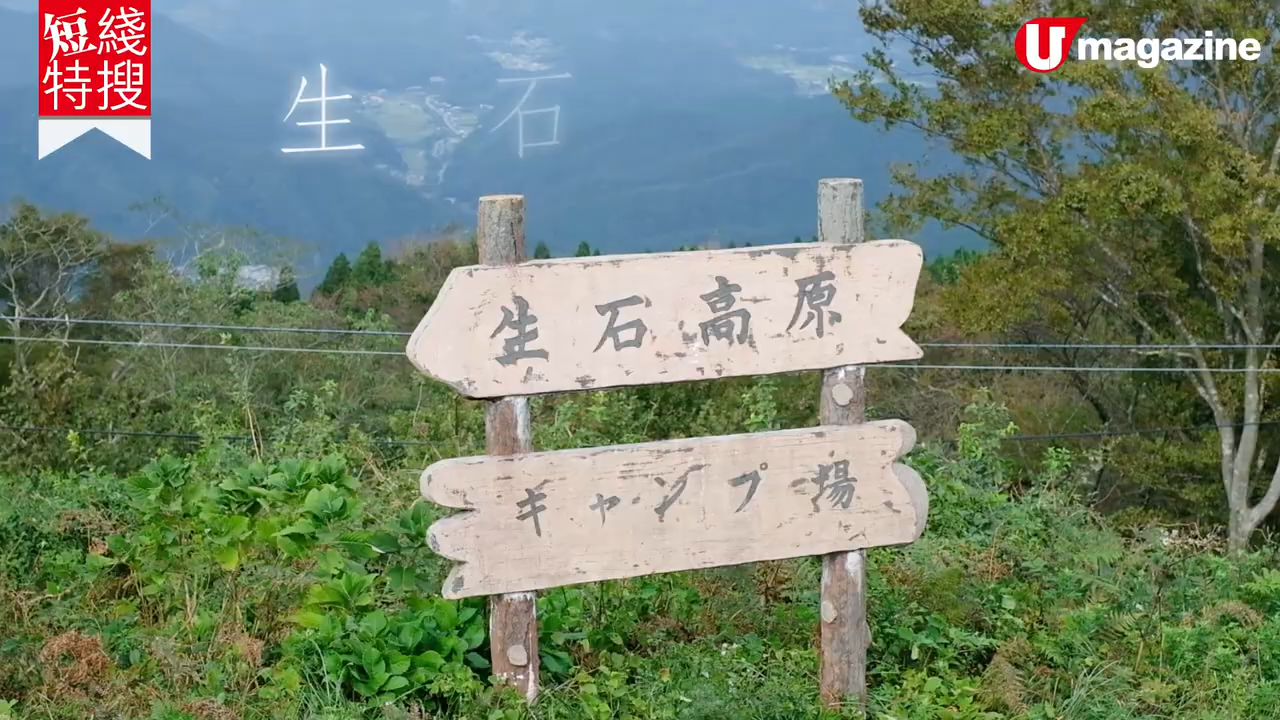 短綫
特搜
U magazine
生石
生石高原
キャンプ場